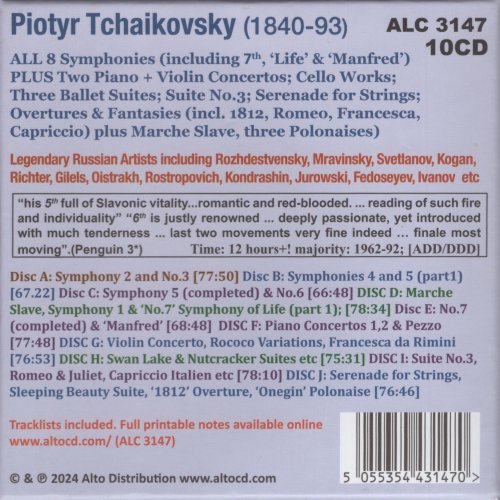 Piotyr Tchaikovsky (1840-93)
ALC 3147
10CD
ALL 8 Symphonies (including 7th, ‘Life’ & ‘Manfred’)
PLUS Two Piano + Violin Concertos; Cello Works;
Three Ballet Suites; Suite No.3; Serenade for Strings;
Overtures & Fantasies (incl. 1812, Romeo, Francesca,
Capriccio) plus Marche Slave, three Polonaises)
Legendary Russian Artists including Rozhdestvensky, Mravinsky, Svetlanov, Kogan,
Richter, Gilels, Oistrakh, Rostropovich, Kondrashin, Jurowski, Fedoseyev, Ivanov etc
“his 5th full of Slavonic vitality...romantic and red-blooded. ... reading of such fire
and individuality” “6th is justly renowned ... deeply passionate, yet introduced
with much tenderness ... last two movements very fine indeed ... finale most
moving”.(Penguin 3*) Time: 12 hours+! majority: 1962-92; [ADD/DDD]
Disc A: Symphony 2 and No.3 [77:50] Disc B: Symphonies 4 and 5 (part1)
[67.22] Disc C: Symphony 5 (completed) & No.6 [66:48] DISC D: Marche
Slave, Symphony 1 & ‘No.7’ Symphony of Life (part 1); [78:34] Disc E: No.7
(completed) & ‘Manfred’ [68:48] DISC F: Piano Concertos 1,2 & Pezzo
[77:48] DISC G: Violin Concerto, Rococo Variations, Francesca da Rimini
[76:53] DISC H: Swan Lake & Nutcracker Suites etc [75:31] DISC I: Suite No.3,
Romeo & Juliet, Capriccio Italien etc [78:10] DISC J: Serenade for Strings,
Sleeping Beauty Suite, ‘1812’ Overture, ‘Onegin’ Polonaise [76:46]
Tracklists included. Full printable notes available online
www.altocd.com/ (ALC 3147)
© & ℗ 2024 Alto Distribution www.altocd.com/
5 055354 431470 >